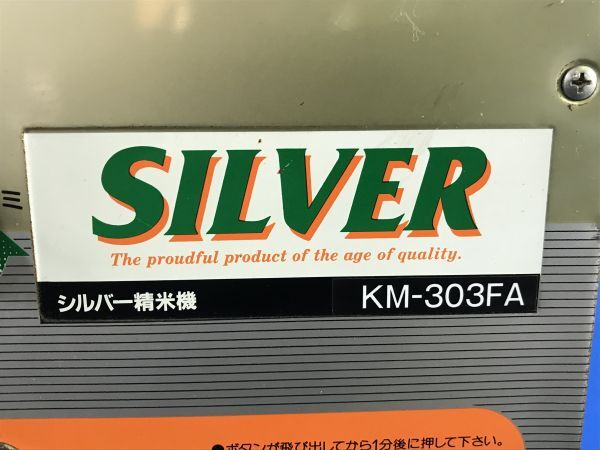 SILVER
The proudful product of the age of quality.
シルバー精米機 KM-303FA
●ボタンが飛び出してから1分後に押して下さい。